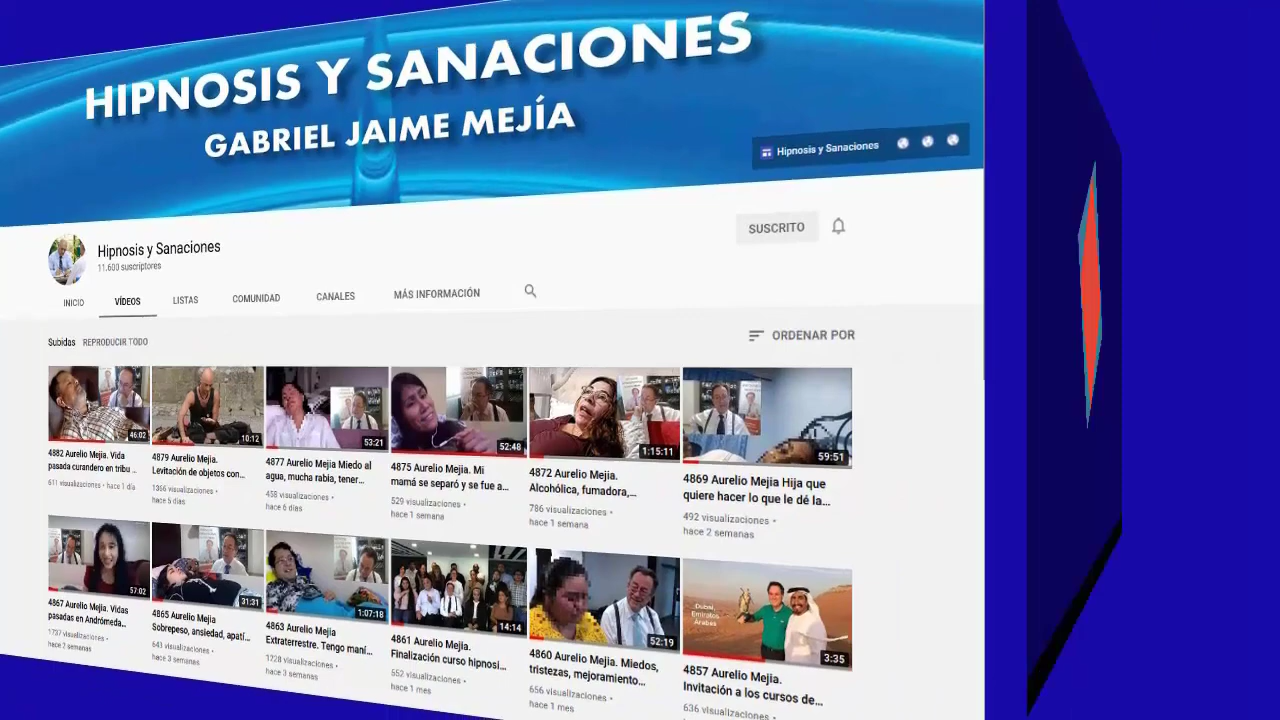 HIPNOSIS Y SANACIONES
GABRIEL JAIME MEJÍA
Hipnosis y Sanaciones
Hipnosis y Sanaciones
11.600 suscriptores
SUSCRITO
INICIO
VÍDEOS
LISTAS
COMUNIDAD
CANALES
MÁS INFORMACIÓN
Subidas
REPRODUCIR TODO
ORDENAR POR
46:02
10:12
53:21
52:48
1:15:11
59:51
4882 Aurelio Mejia. Vida
pasada curandero en tribu ...
611 visualizaciones • hace 1 día
4879 Aurelio Mejia.
Levitación de objetos con...
1366 visualizaciones •
hace 5 días
4877 Aurelio Mejia Miedo al
agua, mucha rabia, tener...
458 visualizaciones •
hace 6 días
4875 Aurelio Mejia. Mi
mamá se separó y se fue a...
529 visualizaciones •
hace 1 semana
4872 Aurelio Mejia.
Alcohólica, fumadora,...
786 visualizaciones •
hace 1 semana
4869 Aurelio Mejia Hija que
quiere hacer lo que le dé la...
492 visualizaciones •
hace 2 semanas
57:02
31:31
1:07:18
14:14
52:19
Dubai,
Emiratos
Árabes
3:35
4867 Aurelio Mejia. Vidas
pasadas en Andrómeda...
1737 visualizaciones •
hace 2 semanas
4865 Aurelio Mejia
Sobrepeso, ansiedad, apatí...
643 visualizaciones •
hace 3 semanas
4863 Aurelio Mejia
Extraterrestre. Tengo maní...
1728 visualizaciones •
hace 3 semanas
4861 Aurelio Mejia.
Finalización curso hipnosi...
552 visualizaciones •
hace 1 mes
4860 Aurelio Mejia. Miedos,
tristezas, mejoramiento...
656 visualizaciones •
hace 1 mes
4857 Aurelio Mejia.
Invitación a los cursos de...
636 visualizaciones •